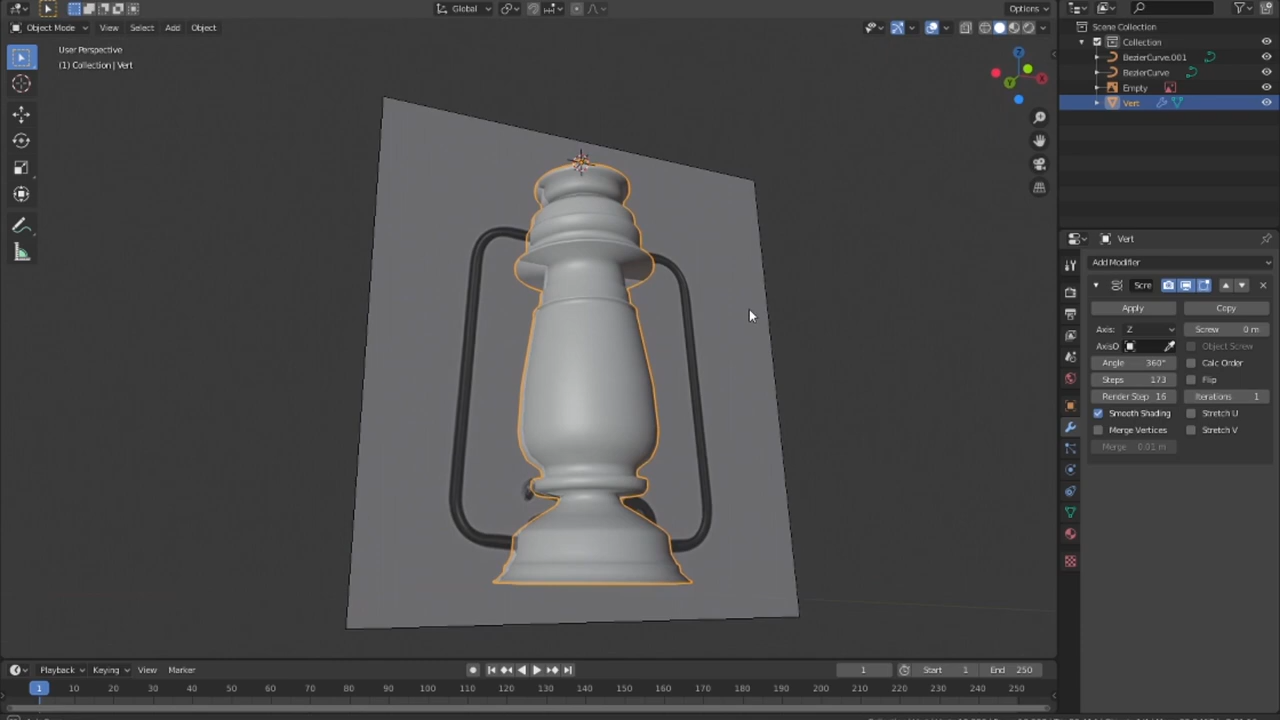 Global
Options
Object Mode
View
Select
Add
Object
User Perspective
(1) Collection | Vert
Scene Collection
Collection
BezierCurve.001
BezierCurve
Empty
Vert
Vert
Add Modifier
Scre
Apply
Copy
Axis: Z
Screw 0 m
AxisO
Object Screw
Angle 360°
Calc Order
Steps 173
Flip
Render Step 16
Iterations 1
Smooth Shading
Stretch U
Merge Vertices
Stretch V
Merge 0.01 m
Playback
Keying
View
Marker
1
Start 1
End 250
1 10 20 30 40 50 60 70 80 90 100 110 120 130 140 150 160 170 180 190 200 210 220 230 240 250